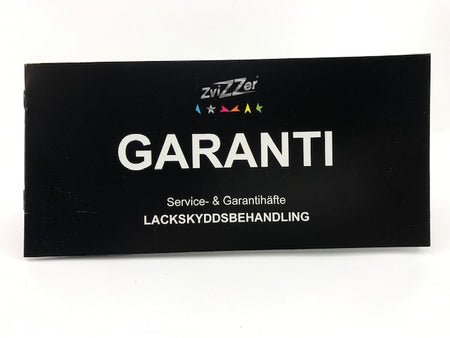 ZviZZer
GARANTI
Service- & Garantihäfte
LACKSKYDDSBEHANDLING